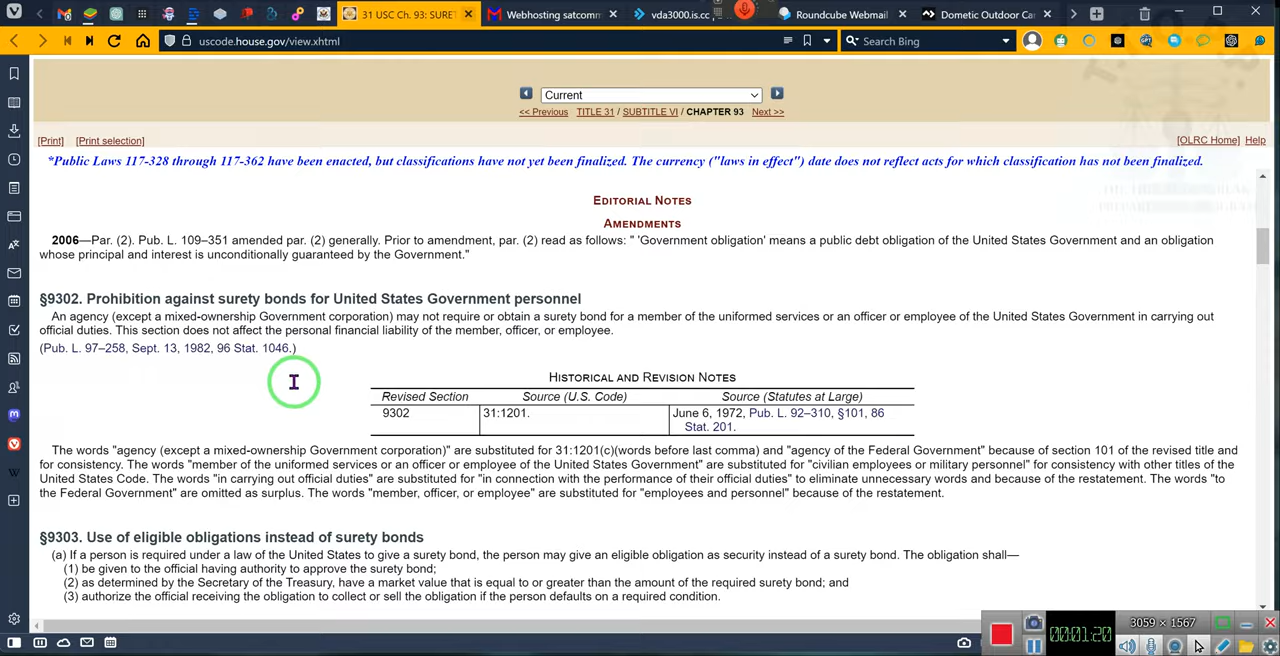 31 USC Ch. 93: SURET
Webhosting satcomm
vda3000.is.cc
Roundcube Webmail
Dometic Outdoor Ca
uscode.house.gov/view.xhtml
Search Bing
Current
<< Previous TITLE 31 / SUBTITLE VI / CHAPTER 93 Next >>
[Print] [Print selection] [OLRC Home] Help
*Public Laws 117-328 through 117-362 have been enacted, but classifications have not yet been finalized. The currency ("laws in effect") date does not reflect acts for which classification has not been finalized.
Editorial Notes
Amendments
2006—Par. (2). Pub. L. 109–351 amended par. (2) generally. Prior to amendment, par. (2) read as follows: " 'Government obligation' means a public debt obligation of the United States Government and an obligation
whose principal and interest is unconditionally guaranteed by the Government."
§9302. Prohibition against surety bonds for United States Government personnel
An agency (except a mixed-ownership Government corporation) may not require or obtain a surety bond for a member of the uniformed services or an officer or employee of the United States Government in carrying out
official duties. This section does not affect the personal financial liability of the member, officer, or employee.
(Pub. L. 97–258, Sept. 13, 1982, 96 Stat. 1046.)
Historical and Revision Notes
Revised Section Source (U.S. Code) Source (Statutes at Large)
9302 31:1201. June 6, 1972, Pub. L. 92–310, §101, 86
Stat. 201.
The words "agency (except a mixed-ownership Government corporation)" are substituted for 31:1201(c)(words before last comma) and "agency of the Federal Government" because of section 101 of the revised title and
for consistency. The words "member of the uniformed services or an officer or employee of the United States Government" are substituted for "civilian employees or military personnel" for consistency with other titles of the
United States Code. The words "in carrying out official duties" are substituted for "in connection with the performance of their official duties" to eliminate unnecessary words and because of the restatement. The words "to
the Federal Government" are omitted as surplus. The words "member, officer, or employee" are substituted for "employees and personnel" because of the restatement.
§9303. Use of eligible obligations instead of surety bonds
(a) If a person is required under a law of the United States to give a surety bond, the person may give an eligible obligation as security instead of a surety bond. The obligation shall—
(1) be given to the official having authority to approve the surety bond;
(2) as determined by the Secretary of the Treasury, have a market value that is equal to or greater than the amount of the required surety bond; and
(3) authorize the official receiving the obligation to collect or sell the obligation if the person defaults on a required condition.
00:01:20
3059 × 1567